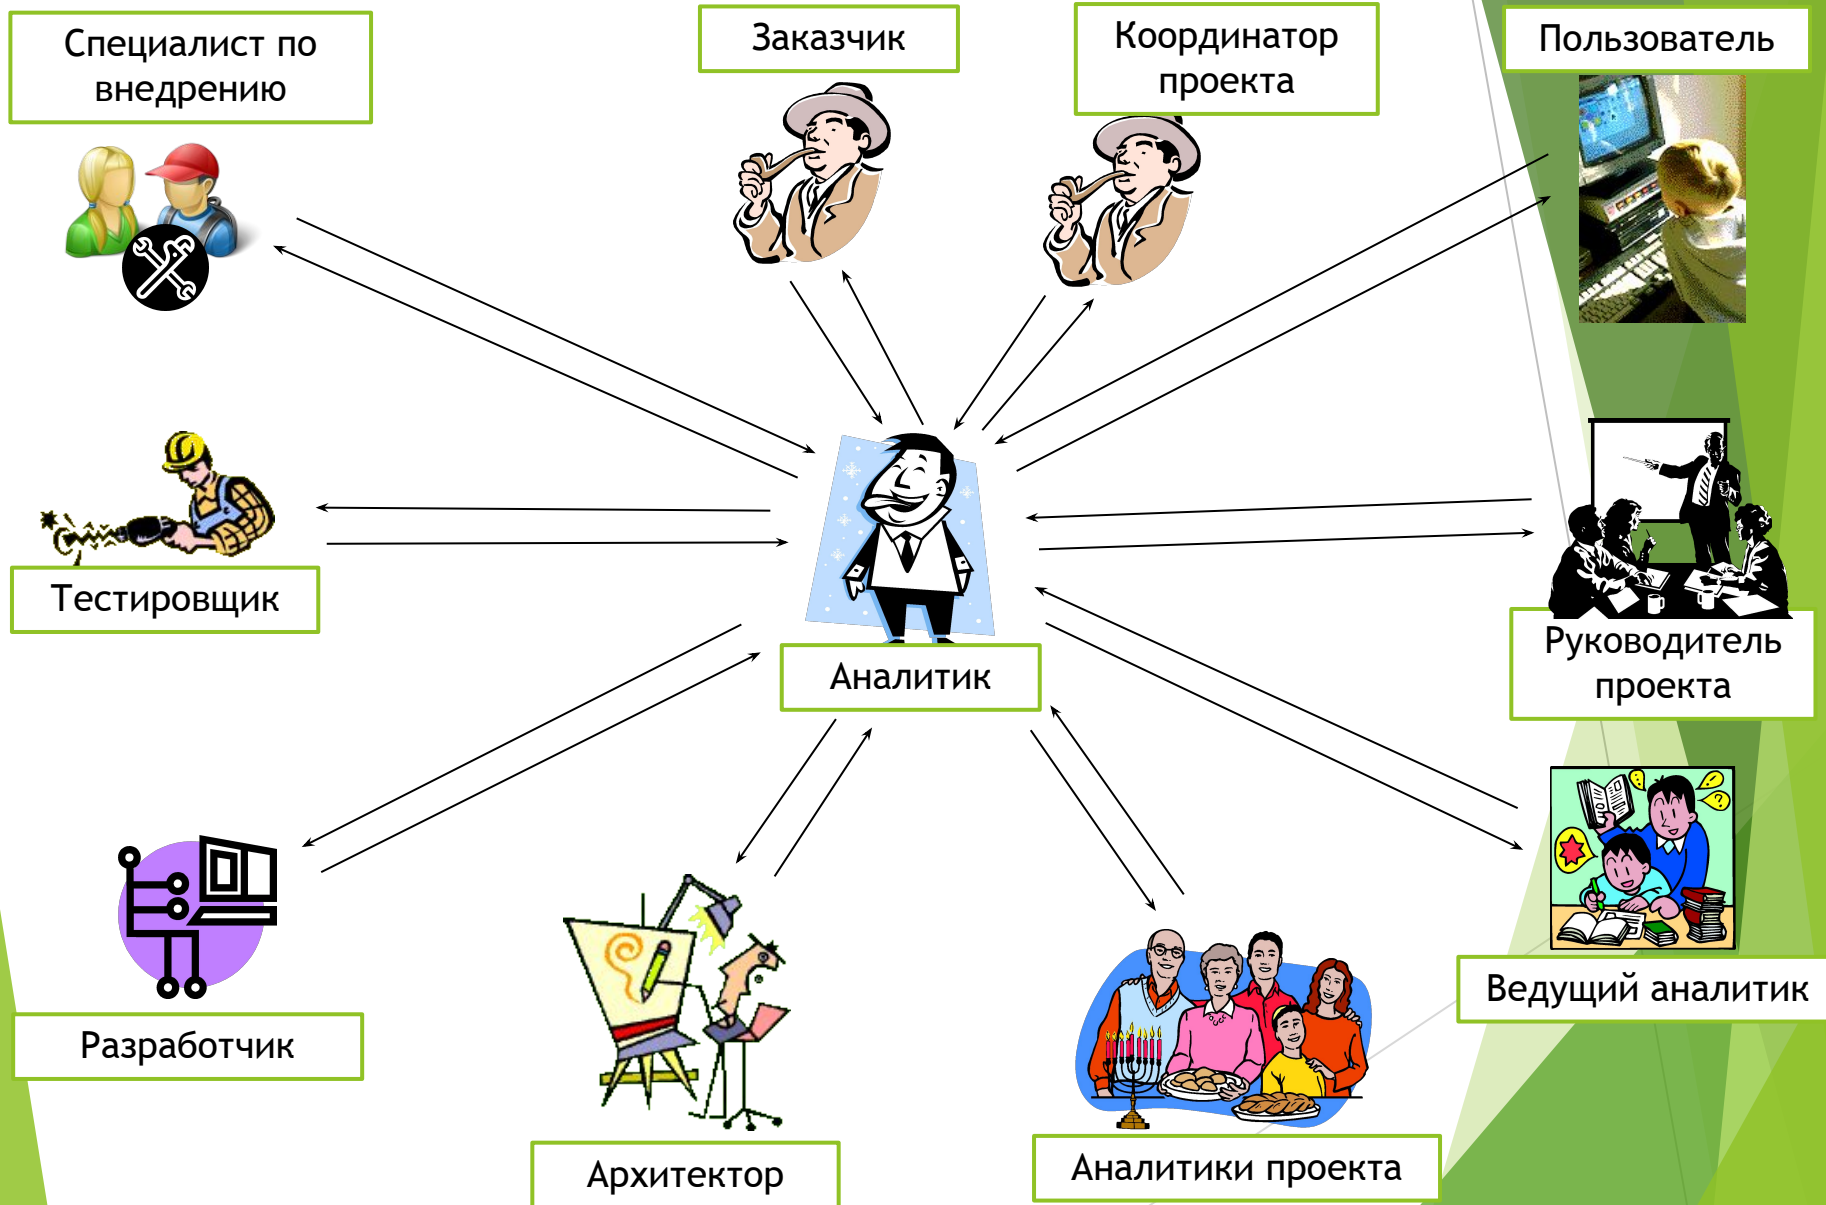 Специалист по
внедрению
Заказчик
Координатор
проекта
Пользователь
Тестировщик
Аналитик
Руководитель
проекта
Разработчик
Архитектор
Аналитики проекта
Ведущий аналитик